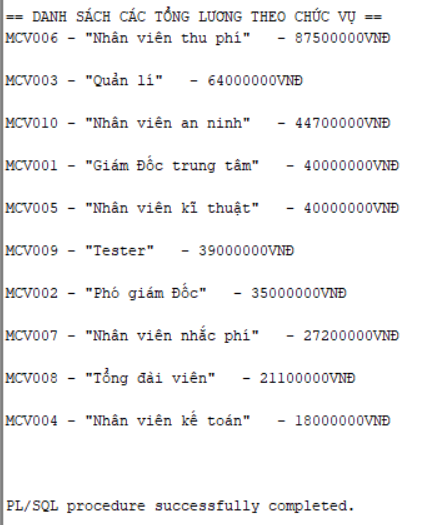 == DANH SÁCH CÁC TỔNG LƯƠNG THEO CHỨC VỤ ==
MCV006 - "Nhân viên thu phí" - 87500000VNĐ
MCV003 - "Quản lí" - 64000000VNĐ
MCV010 - "Nhân viên an ninh" - 44700000VNĐ
MCV001 - "Giám Đốc trung tâm" - 40000000VNĐ
MCV005 - "Nhân viên kĩ thuật" - 40000000VNĐ
MCV009 - "Tester" - 39000000VNĐ
MCV002 - "Phó giám Đốc" - 35000000VNĐ
MCV007 - "Nhân viên nhắc phí" - 27200000VNĐ
MCV008 - "Tổng đài viên" - 21100000VNĐ
MCV004 - "Nhân viên kế toán" - 18000000VNĐ
PL/SQL procedure successfully completed.